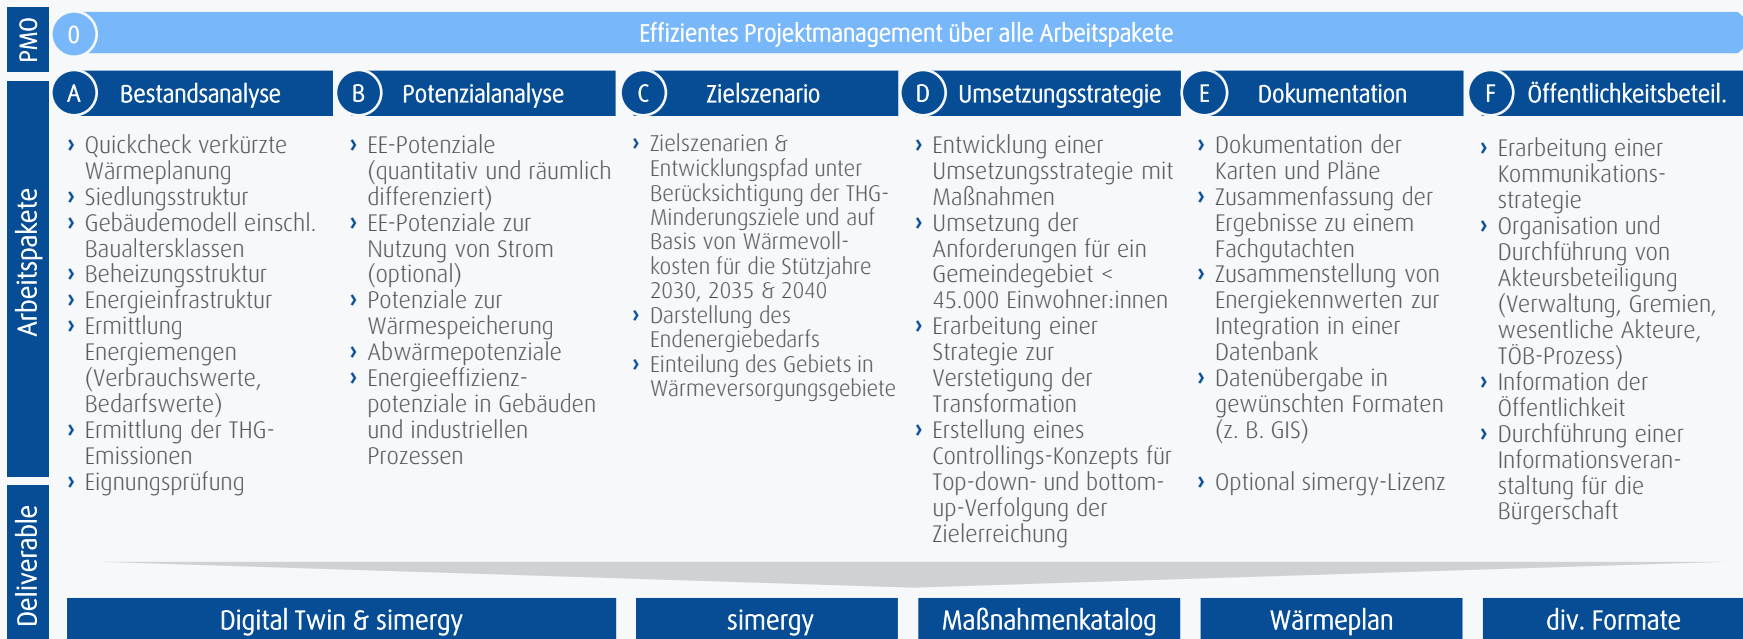 PMO
0
Effizientes Projektmanagement über alle Arbeitspakete
Arbeitspakete
A
Bestandsanalyse
› Quickcheck verkürzte
Wärmeplanung
› Siedlungsstruktur
› Gebäudemodell einschl.
Baualtersklassen
› Beheizungsstruktur
› Energieinfrastruktur
› Ermittlung
Energiemengen
(Verbrauchswerte,
Bedarfswerte)
› Ermittlung der THG-
Emissionen
› Eignungsprüfung
B
Potenzialanalyse
› EE-Potenziale
(quantitativ und räumlich
differenziert)
› EE-Potenziale zur
Nutzung von Strom
(optional)
› Potenziale zur
Wärmespeicherung
› Abwärmepotenziale
› Energieeffizienz-
potenziale in Gebäuden
und industriellen
Prozessen
C
Zielszenario
› Zielszenarien &
Entwicklungspfad unter
Berücksichtigung der THG-
Minderungsziele und auf
Basis von Wärmevoll-
kosten für die Stützjahre
2030, 2035 & 2040
› Darstellung des
Endenergiebedarfs
› Einteilung des Gebiets in
Wärmeversorgungsgebiete
D
Umsetzungsstrategie
› Entwicklung einer
Umsetzungsstrategie mit
Maßnahmen
› Umsetzung der
Anforderungen für ein
Gemeindegebiet <
45.000 Einwohner:innen
› Erarbeitung einer
Strategie zur
Verstetigung der
Transformation
› Erstellung eines
Controllings-Konzepts für
Top-down- und bottom-
up-Verfolgung der
Zielerreichung
E
Dokumentation
› Dokumentation der
Karten und Pläne
› Zusammenfassung der
Ergebnisse zu einem
Fachgutachten
› Zusammenstellung von
Energiekennwerten zur
Integration in einer
Datenbank
› Datenübergabe in
gewünschten Formaten
(z. B. GIS)
› Optional simergy-Lizenz
F
Öffentlichkeitsbeteil.
› Erarbeitung einer
Kommunikations-
strategie
› Organisation und
Durchführung von
Akteursbeteiligung
(Verwaltung, Gremien,
wesentliche Akteure,
TÖB-Prozess)
› Information der
Öffentlichkeit
› Durchführung einer
Informationsveran-
staltung für die
Bürgerschaft
Deliverable
Digital Twin & simergy
simergy
Maßnahmenkatalog
Wärmeplan
div. Formate